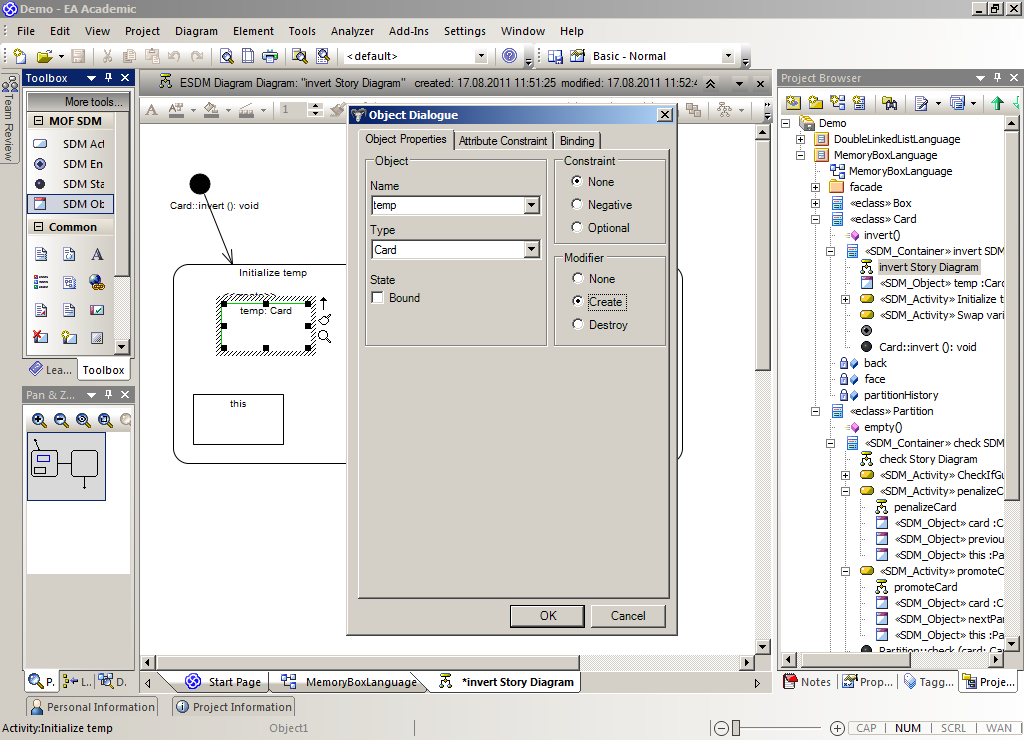 Demo - EA Academic
File Edit View Project Diagram Element Tools Analyzer Add-Ins Settings Window Help
<default>
Basic - Normal
Team Review
Toolbox
More tools...
MOF SDM
SDM Act
SDM En
SDM Sta
SDM Ob
Common
Lea...
Toolbox
Pan & Z...
P.
L..
D.
ESDM Diagram Diagram: "invert Story Diagram" created: 17.08.2011 11:51:25 modified: 17.08.2011 11:52:4
1
Card::invert (): void
Initialize temp
temp: Card
this
Object Dialogue
Object Properties
Attribute Constraint
Binding
Object
Name
temp
Type
Card
State
Bound
Constraint
None
Negative
Optional
Modifier
None
Create
Destroy
OK
Cancel
Start Page
MemoryBoxLanguage
*invert Story Diagram
Project Browser
Demo
DoubleLinkedListLanguage
MemoryBoxLanguage
MemoryBoxLanguage
facade
«eclass» Box
«eclass» Card
invert()
«SDM_Container» invert SDM
invert Story Diagram
«SDM_Object» temp :Card
«SDM_Activity» Initialize t
«SDM_Activity» Swap vari
Card::invert (): void
back
face
partitionHistory
«eclass» Partition
empty()
«SDM_Container» check SDM
check Story Diagram
«SDM_Activity» CheckIfGu
«SDM_Activity» penalizeC
penalizeCard
«SDM_Object» card :C
«SDM_Object» previou
«SDM_Object» this :Pa
«SDM_Activity» promoteC
promoteCard
«SDM_Object» card :C
«SDM_Object» nextPar
«SDM_Object» this :Pa
Partition::check (card: Card
Notes
Prop...
Tagg...
Proje...
Personal Information
Project Information
Activity:Initialize temp
Object1
CAP
NUM
SCRL
WAN